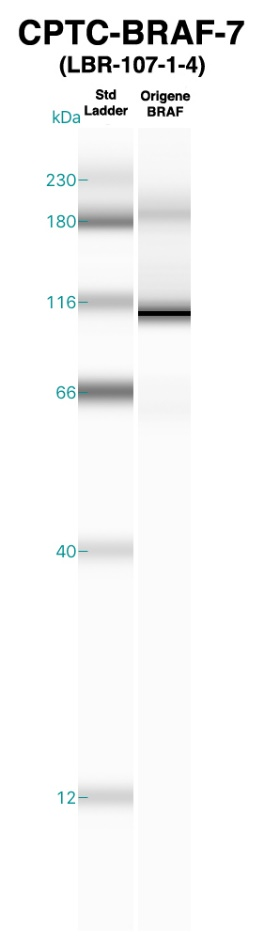 CPTC-BRAF-7
(LBR-107-1-4)
Std
Ladder
Origene
BRAF
kDa
230
180
116
66
40
12